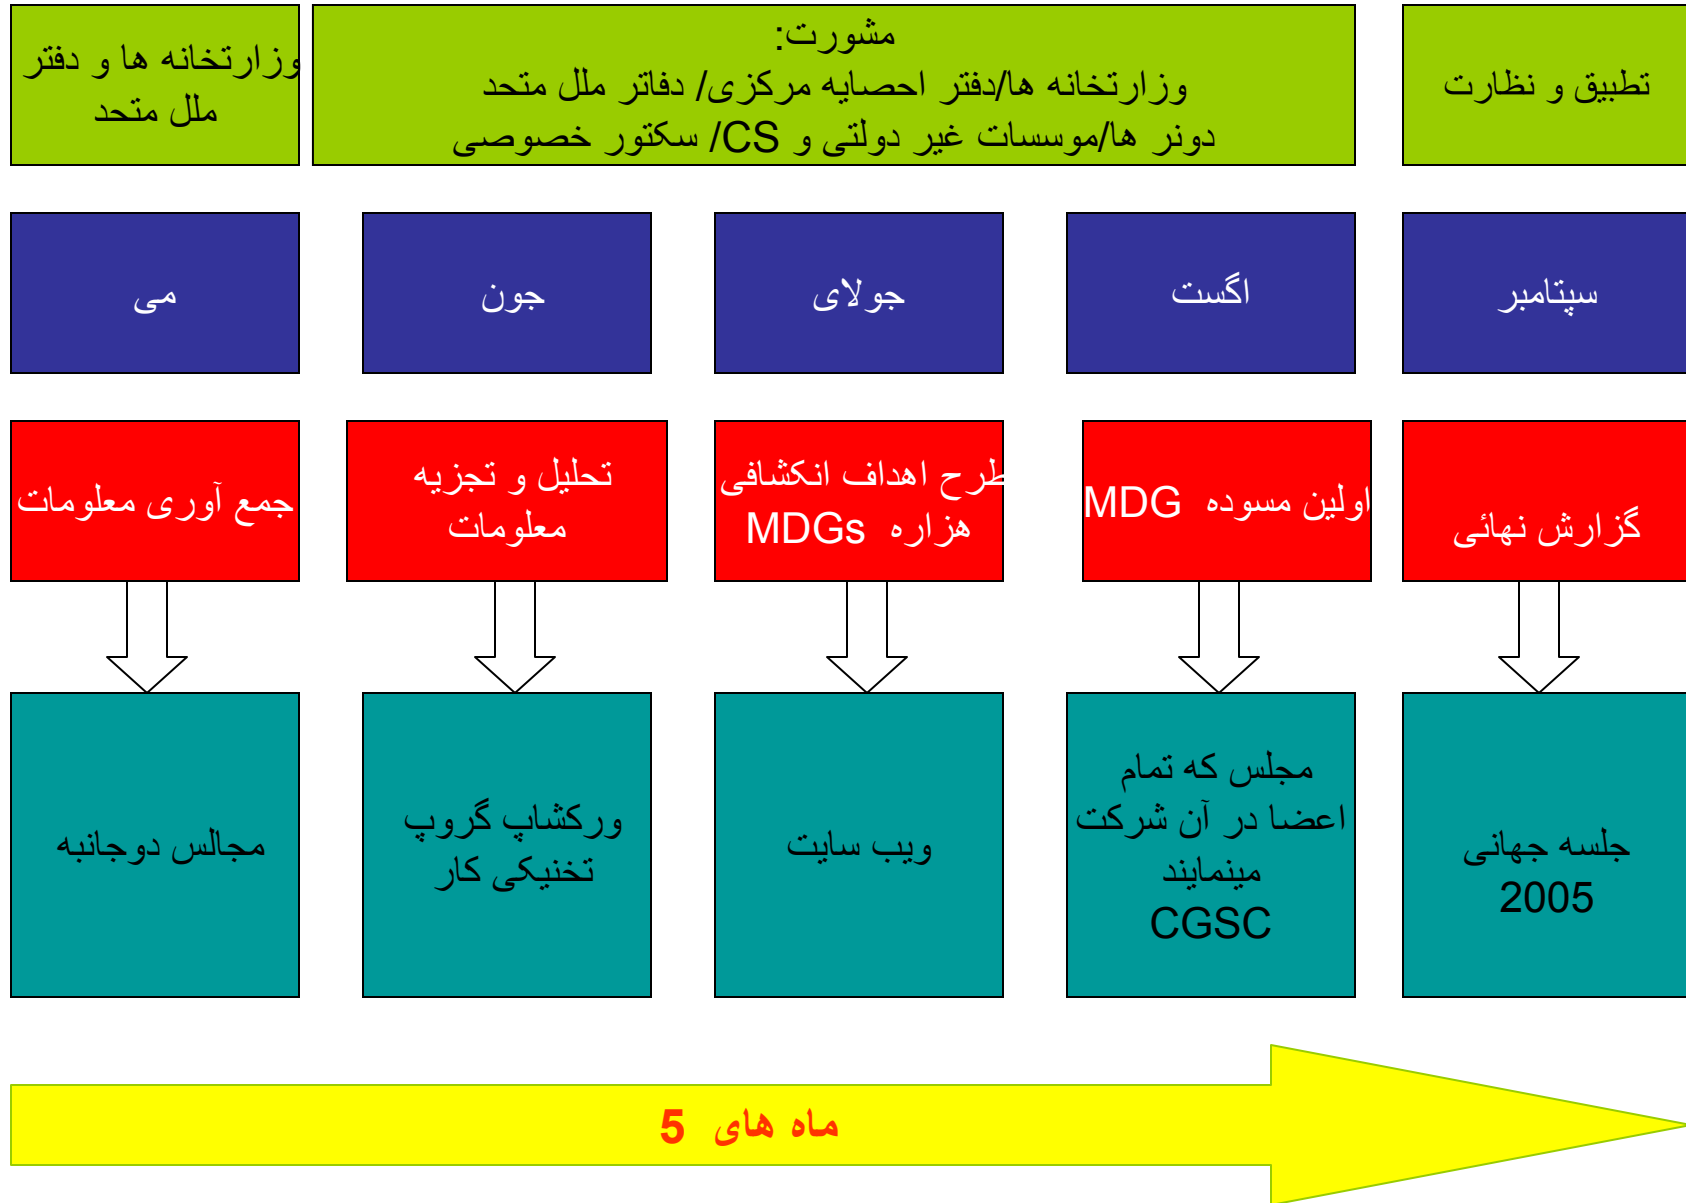 وزارتخانه ها و دفتر
ملل متحد
مشورت:
وزارتخانه ها/دفتر احصایه مرکزی/ دفاتر ملل متحد
دونر ها/موسسات غیر دولتی و CS/ سکتور خصوصی
تطبیق و نظارت
می
جون
جولای
اگست
سپتامبر
جمع آوری معلومات
تحلیل و تجزیه
معلومات
طرح اهداف انکشافی
هزاره MDGs
اولین مسوده MDG
گزارش نهائی
مجالس دوجانبه
ورکشاپ گروپ
تخنیکی کار
ویب سایت
مجلس که تمام
اعضا در آن شرکت
مینمایند
CGSC
جلسه جهانی
2005
ماه های 5